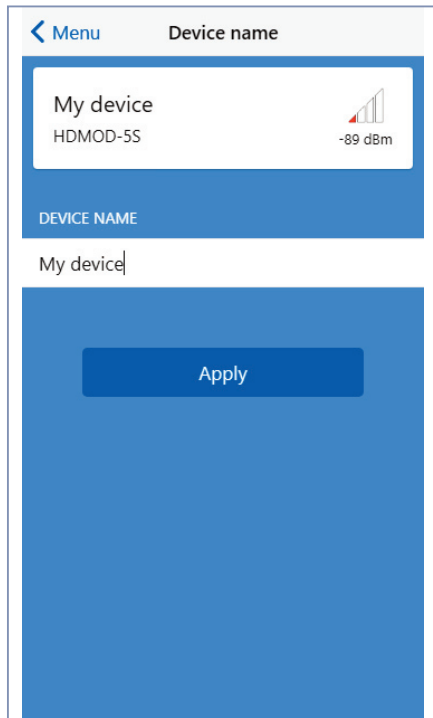 Menu
Device name
My device
HDMOD-5S
-89 dBm
DEVICE NAME
My device
Apply